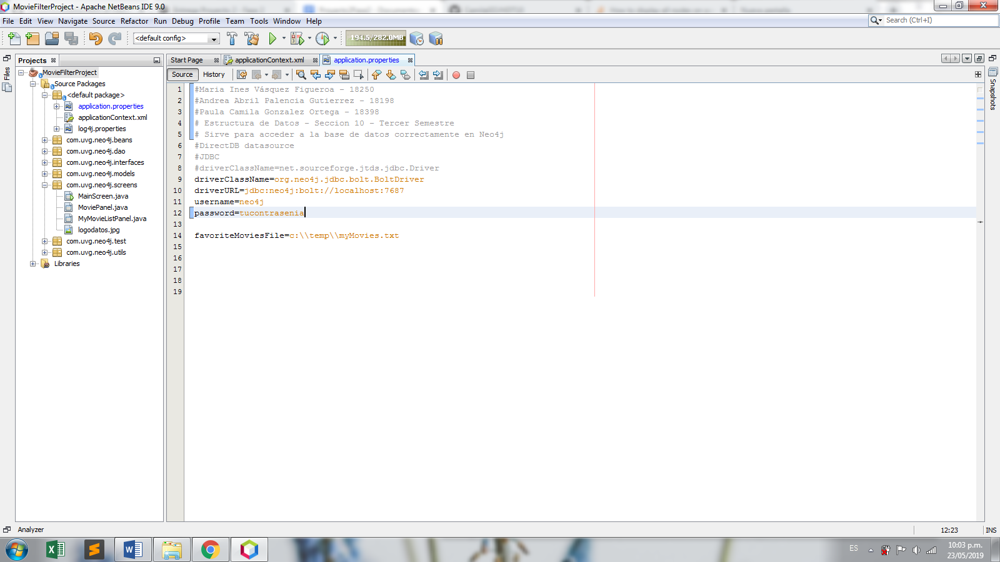 MovieFilterProject - Apache NetBeans IDE 9.0
File Edit View Navigate Source Refactor Run Debug Profile Team Tools Window Help
Search (Ctrl+I)
<default config>
194.5/282.0MB
Files
Projects
MovieFilterProject
Source Packages
<default package>
application.properties
applicationContext.xml
log4j.properties
com.uvg.neo4j.beans
com.uvg.neo4j.dao
com.uvg.neo4j.interfaces
com.uvg.neo4j.models
com.uvg.neo4j.screens
MainScreen.java
MoviePanel.java
MyMovieListPanel.java
logodatos.jpg
com.uvg.neo4j.test
com.uvg.neo4j.utils
Libraries
Start Page applicationContext.xml application.properties
Source History
1 #Maria Ines Vásquez Figueroa - 18250
2 #Andrea Abril Palencia Gutierrez - 18198
3 #Paula Camila Gonzalez Ortega - 18398
4 # Estructura de Datos - Seccion 10 - Tercer Semestre
5 # Sirve para acceder a la base de datos correctamente en Neo4j
6 #DirectDB datasource
7 #JDBC
8 #driverClassName=net.sourceforge.jtds.jdbc.Driver
9 driverClassName=org.neo4j.jdbc.bolt.BoltDriver
10 driverURL=jdbc:neo4j:bolt://localhost:7687
11 username=neo4j
12 password=tucontrasenia
13
14 favoriteMoviesFile=c:\\temp\\myMovies.txt
15
16
17
18
19
Snapshots
Analyzer
12:23 INS
ES
10:03 p.m.
23/05/2019